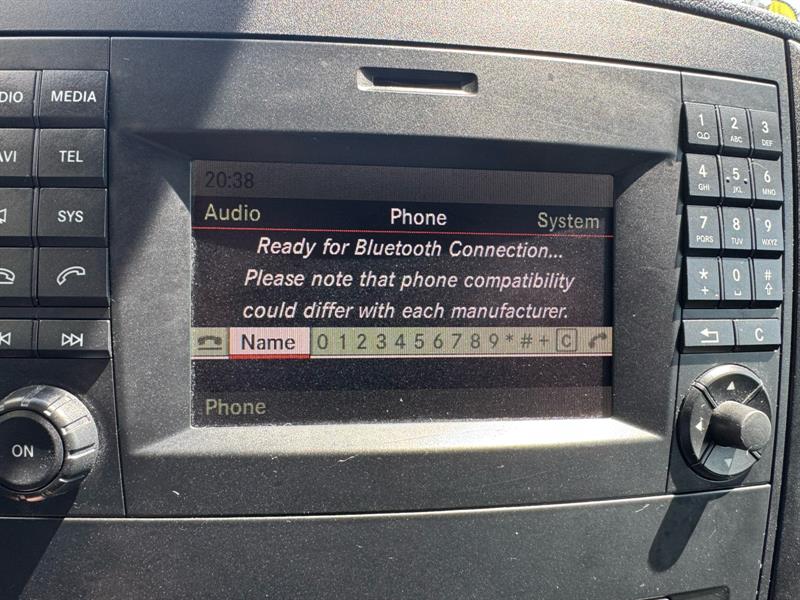 MEDIA
TEL
SYS
ON
20:38
Audio Phone System
Ready for Bluetooth Connection...
Please note that phone compatibility
could differ with each manufacturer.
Name 0 1 2 3 4 5 6 7 8 9 * # + C
Phone
1 2 ABC 3 DEF
4 GHI 5 JKL 6 MNO
7 PQRS 8 TUV 9 WXYZ
* + 0 #
C